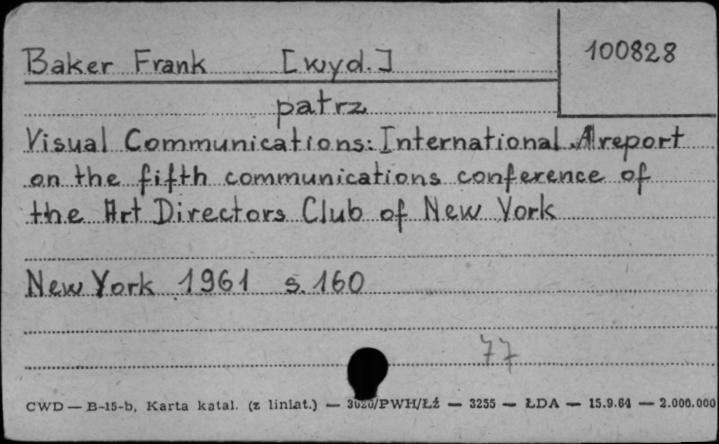 Baker Frank [wyd.] 100828
patrz
Visual Communications: International. A report
on the fifth communications conference of
the Art Directors Club of New York
New York 1961 s. 160
77
CWD — B-15-b, Karta katal. (z liniat.) — 3020/PWH/Łź — 3255 — ŁDA — 15.9.64 — 2.000.000